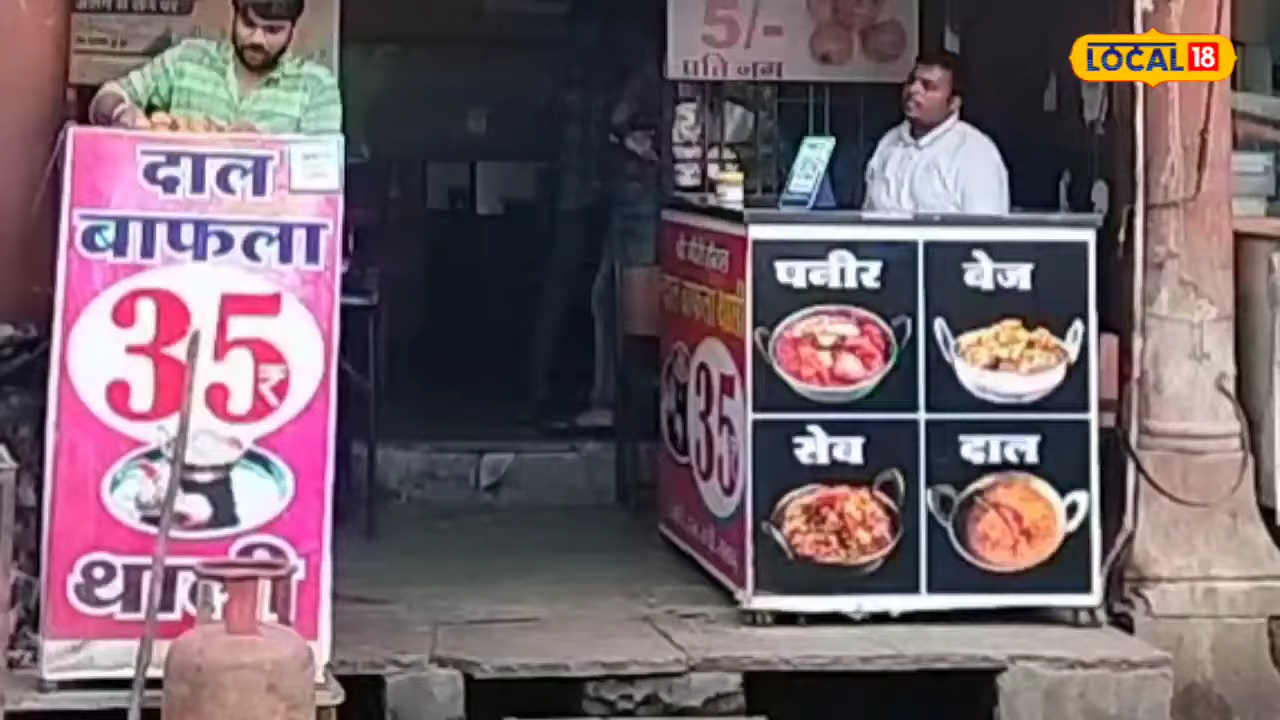 दाल
बाफला
35₹
थाली
5/-
प्रति नग
LOCAL 18
35
पनीर
वेज
सेव
दाल